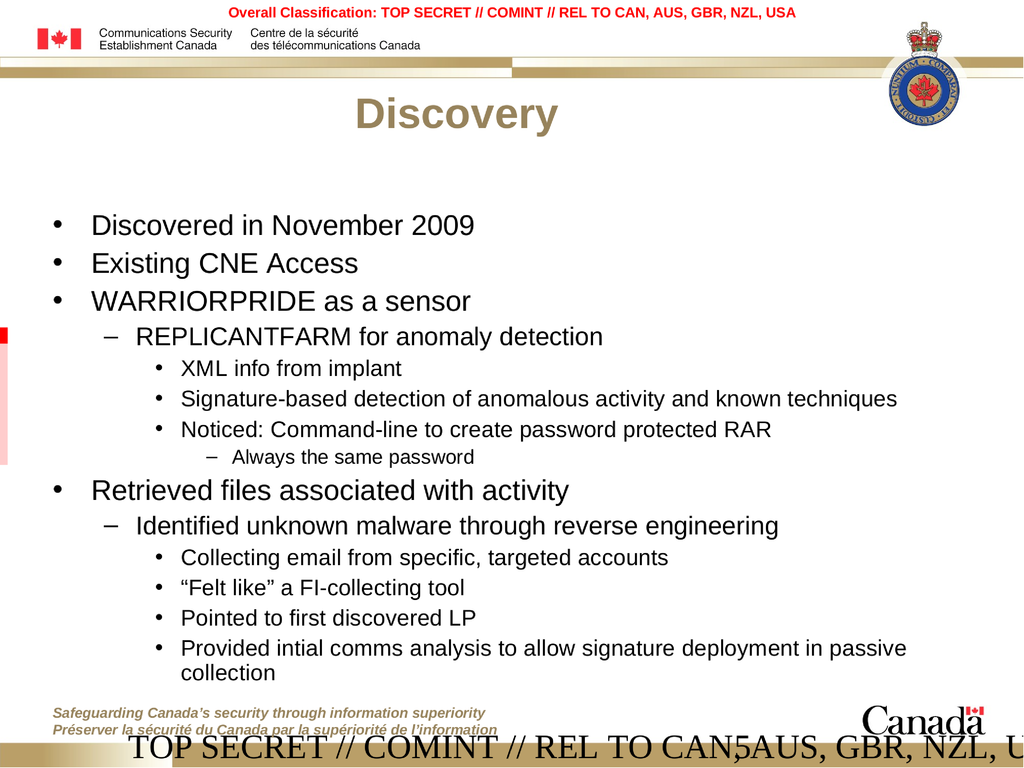 Overall Classification: TOP SECRET // COMINT // REL TO CAN, AUS, GBR, NZL, USA
Communications Security Centre de la sécurité
Establishment Canada des télécommunications Canada
NUNTIUM COMPARAT ET CUSTODIT
Discovery
• Discovered in November 2009
• Existing CNE Access
• WARRIORPRIDE as a sensor
– REPLICANTFARM for anomaly detection
• XML info from implant
• Signature-based detection of anomalous activity and known techniques
• Noticed: Command-line to create password protected RAR
– Always the same password
• Retrieved files associated with activity
– Identified unknown malware through reverse engineering
• Collecting email from specific, targeted accounts
• “Felt like” a FI-collecting tool
• Pointed to first discovered LP
• Provided intial comms analysis to allow signature deployment in passive
collection
Safeguarding Canada’s security through information superiority
Préserver la sécurité du Canada par la supériorité de l’information
Canada
TOP SECRET // COMINT // REL TO CAN, AUS, GBR, NZL, U
5